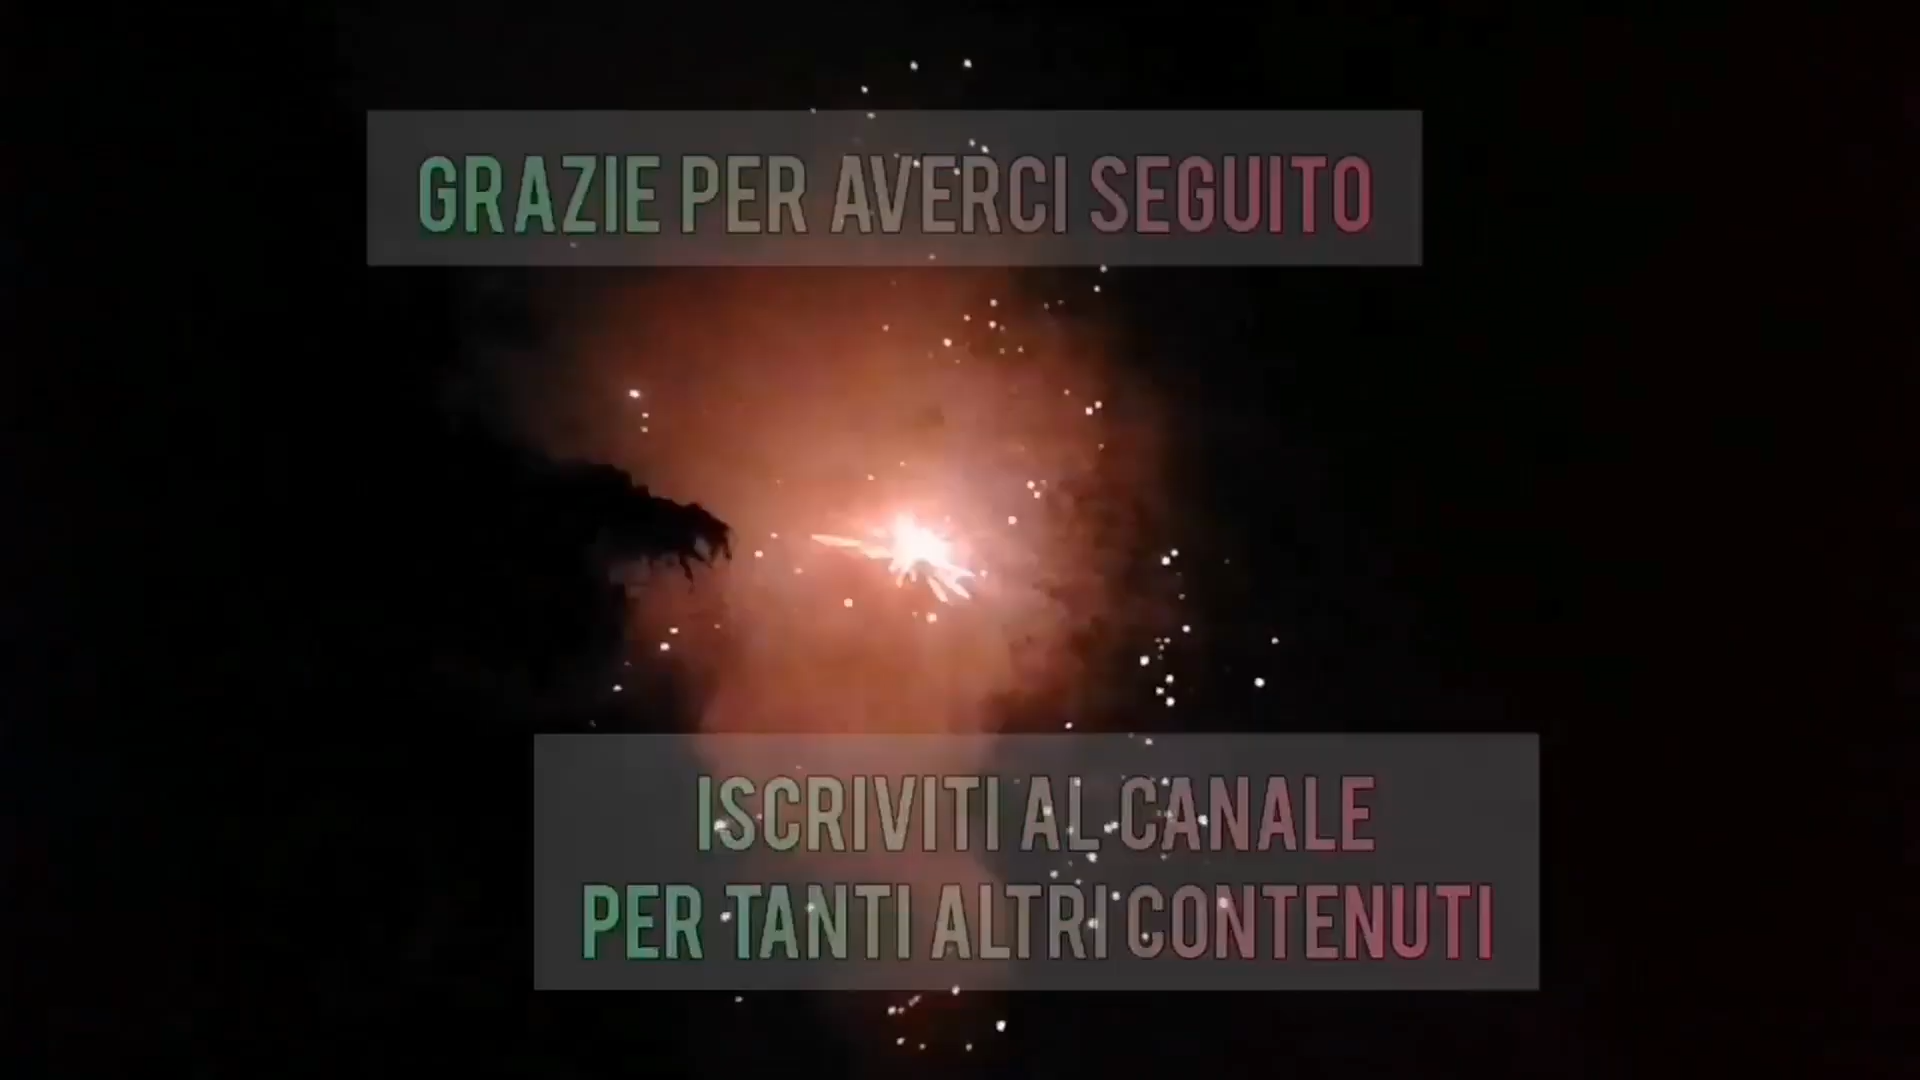 GRAZIE PER AVERCI SEGUITO
ISCRIVITI AL CANALE
PER TANTI ALTRI CONTENUTI